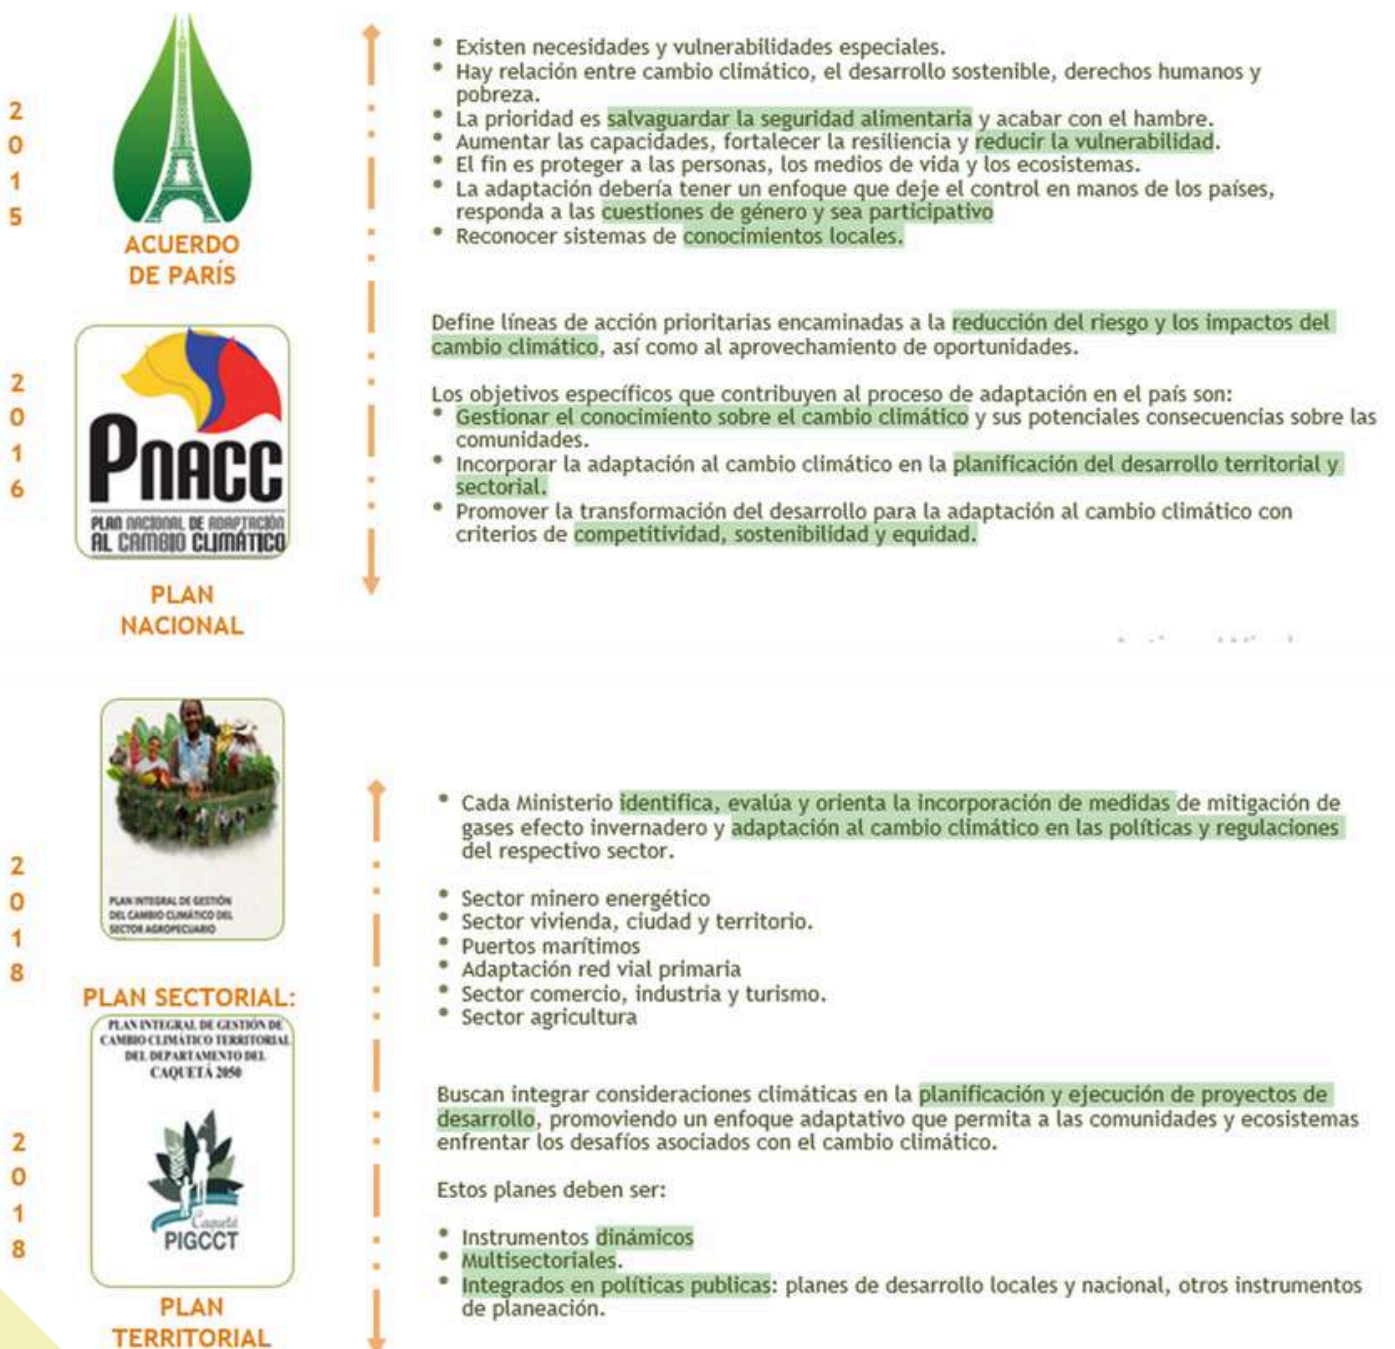 2
0
1
5
ACUERDO
DE PARÍS
• Existen necesidades y vulnerabilidades especiales.
• Hay relación entre cambio climático, el desarrollo sostenible, derechos humanos y
pobreza.
• La prioridad es salvaguardar la seguridad alimentaria y acabar con el hambre.
• Aumentar las capacidades, fortalecer la resiliencia y reducir la vulnerabilidad.
• El fin es proteger a las personas, los medios de vida y los ecosistemas.
• La adaptación debería tener un enfoque que deje el control en manos de los países,
responda a las cuestiones de género y sea participativo
• Reconocer sistemas de conocimientos locales.
2
0
1
6
PNACC
PLAN NACIONAL DE ADAPTACIÓN
AL CAMBIO CLIMÁTICO
PLAN
NACIONAL
Define líneas de acción prioritarias encaminadas a la reducción del riesgo y los impactos del
cambio climático, así como al aprovechamiento de oportunidades.
Los objetivos específicos que contribuyen al proceso de adaptación en el país son:
• Gestionar el conocimiento sobre el cambio climático y sus potenciales consecuencias sobre las
comunidades.
• Incorporar la adaptación al cambio climático en la planificación del desarrollo territorial y
sectorial.
• Promover la transformación del desarrollo para la adaptación al cambio climático con
criterios de competitividad, sostenibilidad y equidad.
2
0
1
8
PLAN INTEGRAL DE GESTIÓN
DEL CAMBIO CLIMÁTICO DEL
SECTOR AGROPECUARIO
PLAN SECTORIAL:
• Cada Ministerio identifica, evalúa y orienta la incorporación de medidas de mitigación de
gases efecto invernadero y adaptación al cambio climático en las políticas y regulaciones
del respectivo sector.
• Sector minero energético
• Sector vivienda, ciudad y territorio.
• Puertos marítimos
• Adaptación red vial primaria
• Sector comercio, industria y turismo.
• Sector agricultura
2
0
1
8
PLAN INTEGRAL DE GESTIÓN DE
CAMBIO CLIMÁTICO TERRITORIAL
DEL DEPARTAMENTO DEL
CAQUETÁ 2050
Caquetá
PIGCCT
PLAN
TERRITORIAL
Buscan integrar consideraciones climáticas en la planificación y ejecución de proyectos de
desarrollo, promoviendo un enfoque adaptativo que permita a las comunidades y ecosistemas
enfrentar los desafíos asociados con el cambio climático.
Estos planes deben ser:
• Instrumentos dinámicos
• Multisectoriales.
• Integrados en políticas publicas: planes de desarrollo locales y nacional, otros instrumentos
de planeación.